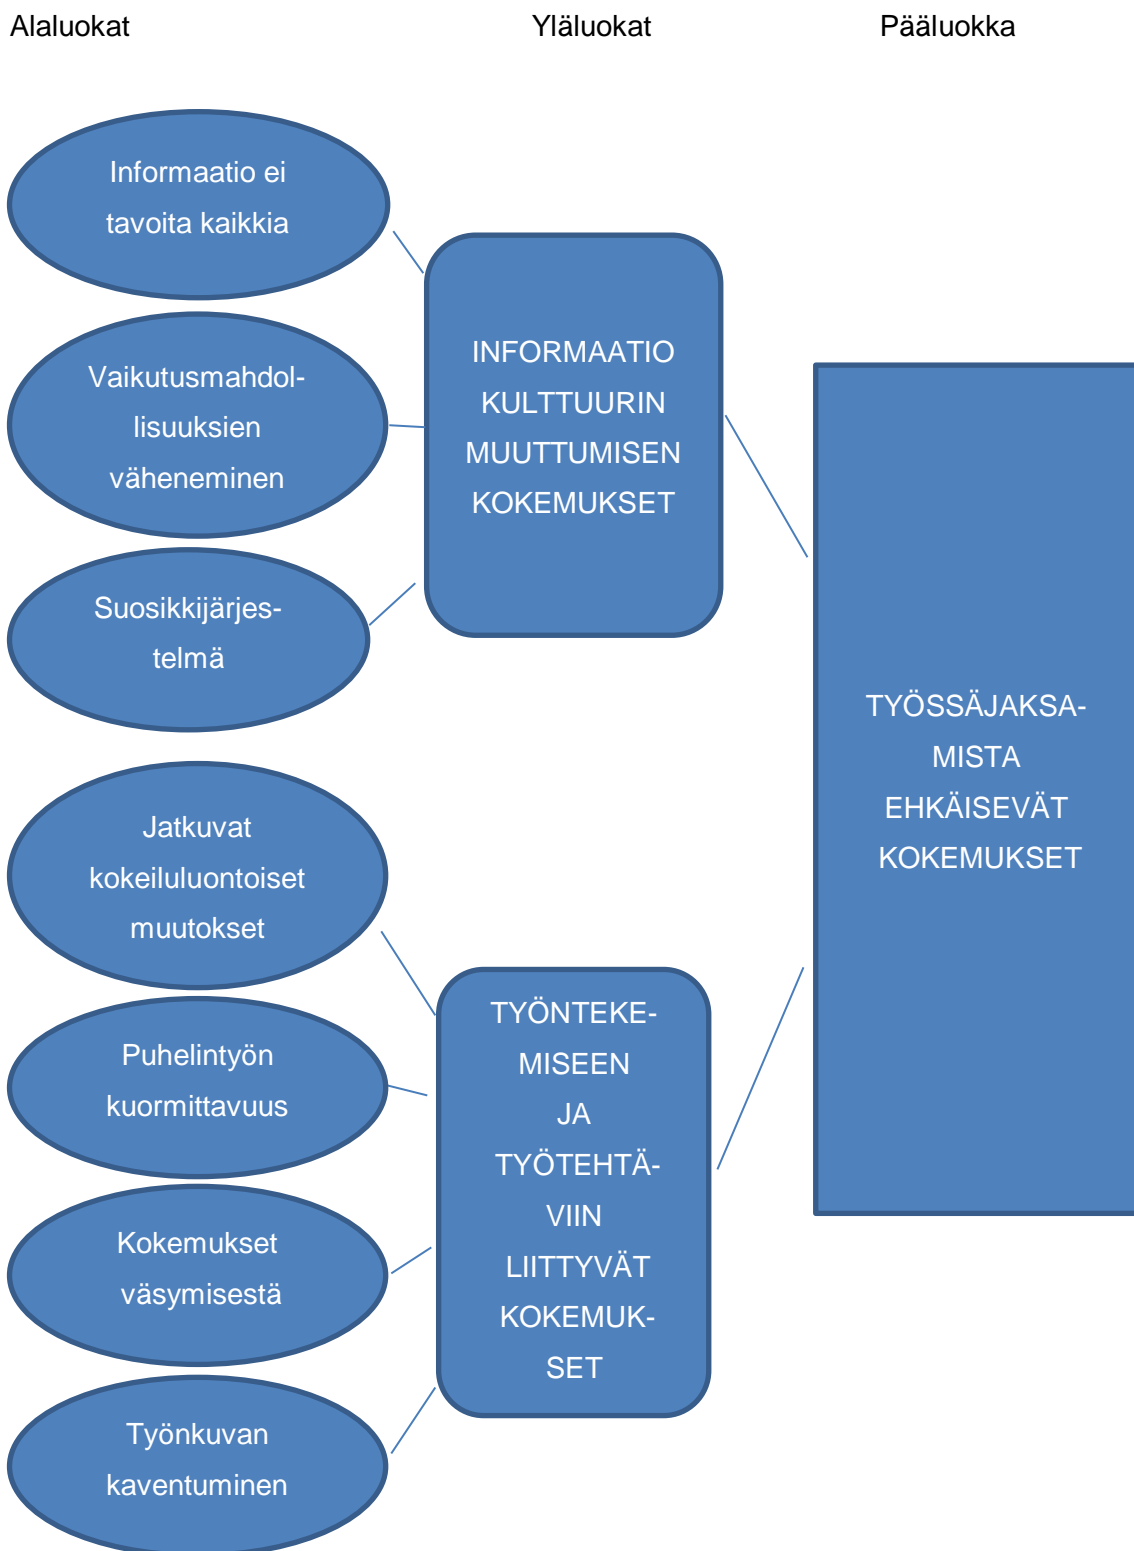 Alaluokat
Yläluokat
Pääluokka
Informaatio ei
tavoita kaikkia
Vaikutusmahdol-
lisuuksien
väheneminen
Suosikkijärjes-
telmä
INFORMAATIO
KULTTUURIN
MUUTTUMISEN
KOKEMUKSET
Jatkuvat
kokeiluluontoiset
muutokset
Puhelintyön
kuormittavuus
Kokemukset
väsymisestä
Työnkuvan
kaventuminen
TYÖNTEKE-
MISEEN
JA
TYÖTEHTÄ-
VIIN
LIITTYVÄT
KOKEMUK-
SET
TYÖSSÄJAKSA-
MISTA
EHKÄISEVÄT
KOKEMUKSET